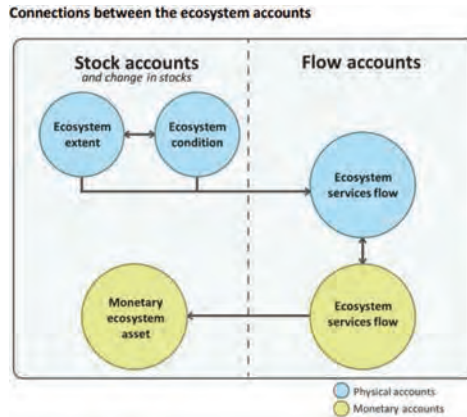 Connections between the ecosystem accounts
Stock accounts
and change in stocks
Flow accounts
Ecosystem
extent
Ecosystem
condition
Ecosystem
services flow
Monetary
ecosystem
asset
Ecosystem
services flow
Physical accounts
Monetary accounts